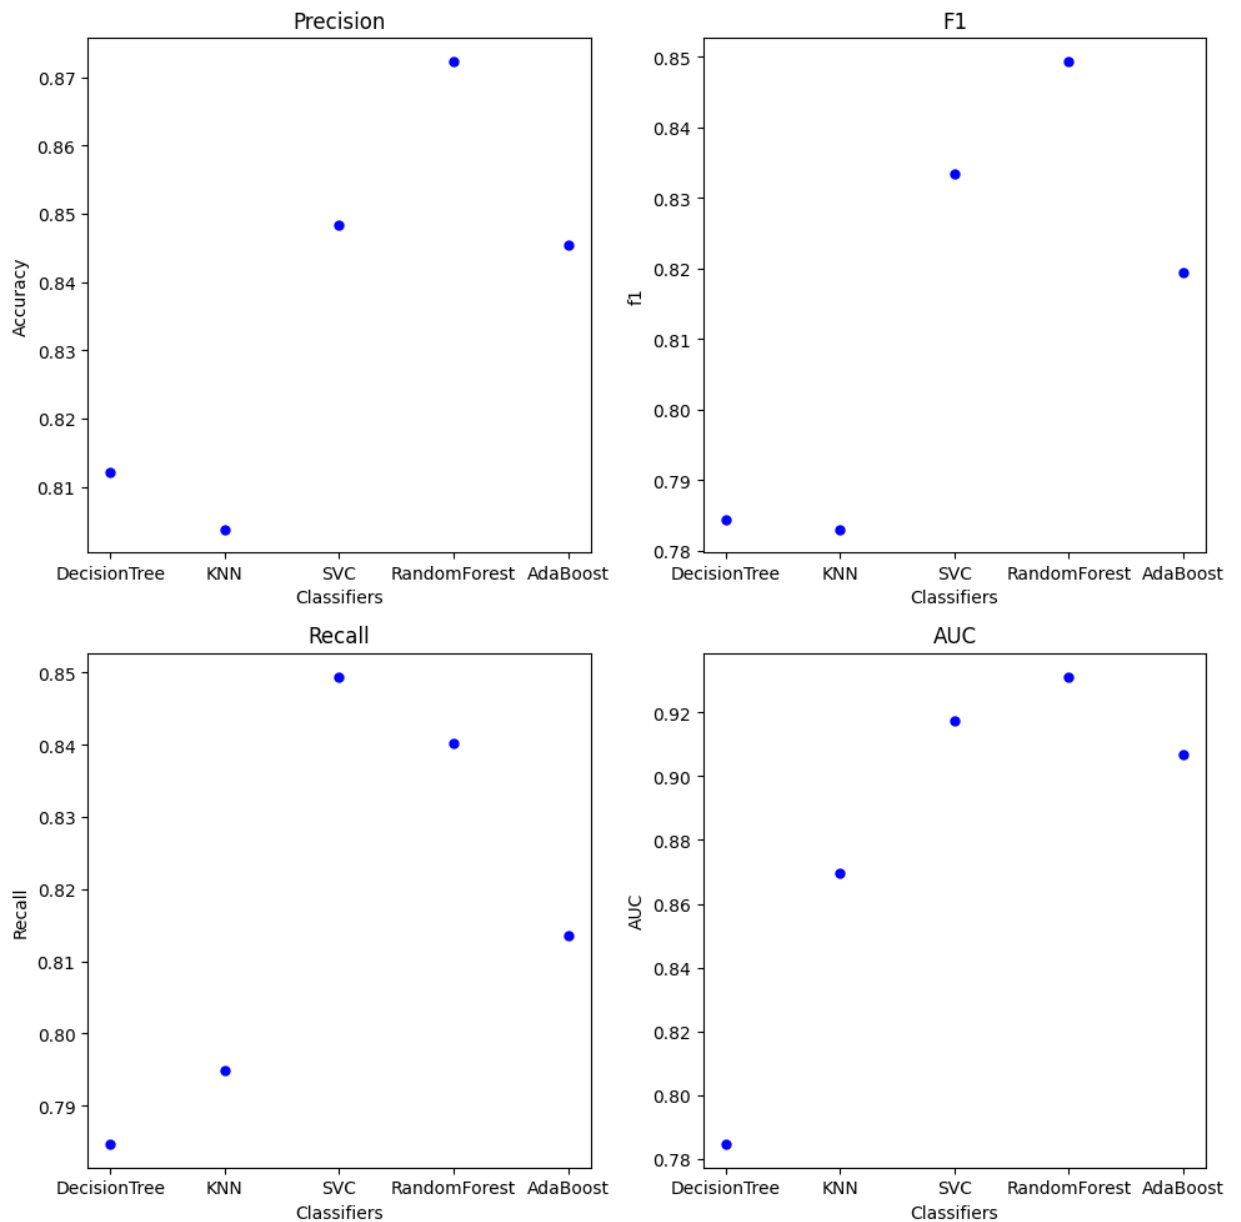 Precision
0.87
0.86
0.85
0.84
0.83
0.82
0.81
Accuracy
DecisionTree KNN SVC RandomForest AdaBoost
Classifiers
F1
0.85
0.84
0.83
0.82
0.81
0.80
0.79
0.78
f1
DecisionTree KNN SVC RandomForest AdaBoost
Classifiers
Recall
0.85
0.84
0.83
0.82
0.81
0.80
0.79
Recall
DecisionTree KNN SVC RandomForest AdaBoost
Classifiers
AUC
0.92
0.90
0.88
0.86
0.84
0.82
0.80
0.78
AUC
DecisionTree KNN SVC RandomForest AdaBoost
Classifiers